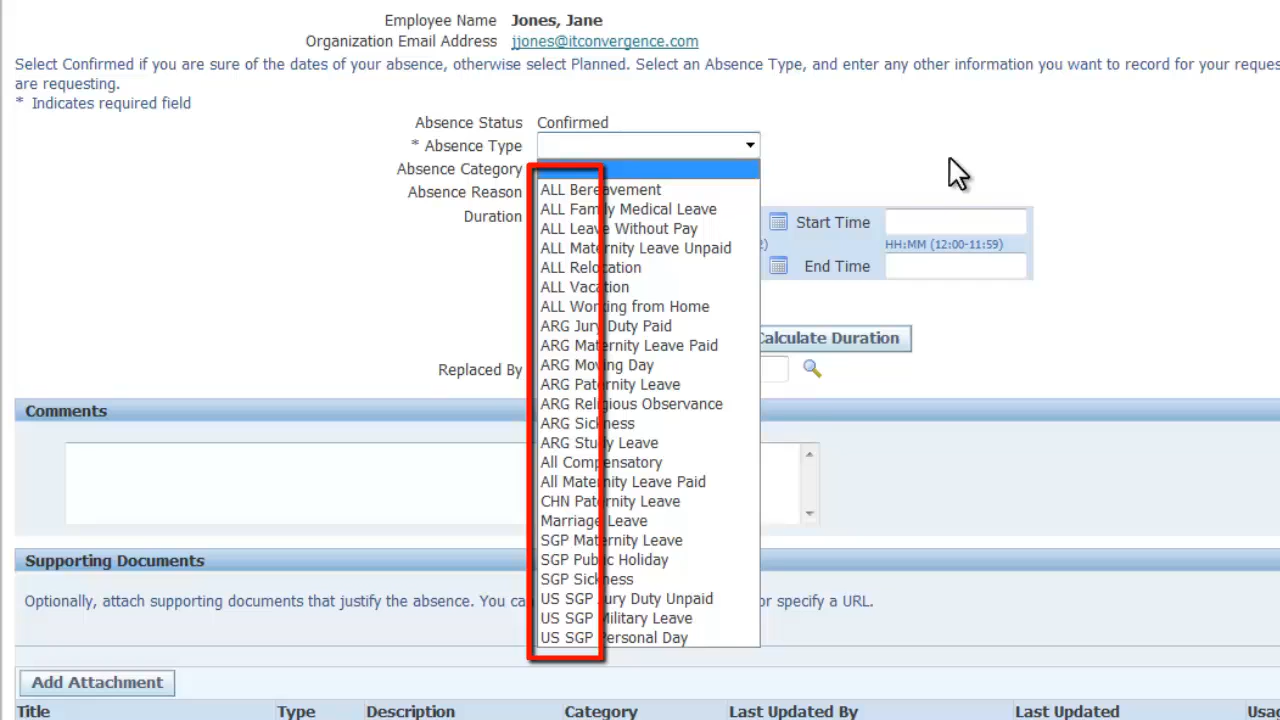 Employee Name Jones, Jane
Organization Email Address jjones@itconvergence.com
Select Confirmed if you are sure of the dates of your absence, otherwise select Planned. Select an Absence Type, and enter any other information you want to record for your
are requesting.
* Indicates required field
Absence Status Confirmed
* Absence Type
Absence Category
Absence Reason
Duration
Start Time
HH:MM (12:00-11:59)
End Time
Calculate Duration
Replaced By
ALL Bereavement
ALL Family Medical Leave
ALL Leave Without Pay
ALL Maternity Leave Unpaid
ALL Relocation
ALL Vacation
ALL Working from Home
ARG Jury Duty Paid
ARG Maternity Leave Paid
ARG Moving Day
ARG Paternity Leave
ARG Religious Observance
ARG Sickness
ARG Study Leave
All Compensatory
All Maternity Leave Paid
CHN Paternity Leave
Marriage Leave
SGP Maternity Leave
SGP Public Holiday
SGP Sickness
US SGP Jury Duty Unpaid
US SGP Military Leave
US SGP Personal Day
Comments
Supporting Documents
Optionally, attach supporting documents that justify the absence. You can or specify a URL.
Add Attachment
Title Type Description Category Last Updated By Last Updated